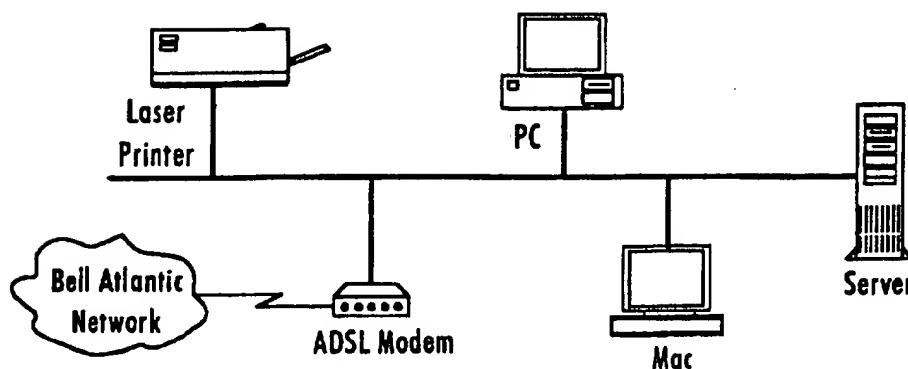 Laser
Printer
PC
Bell Atlantic
Network
ADSL Modem
Mac
Server